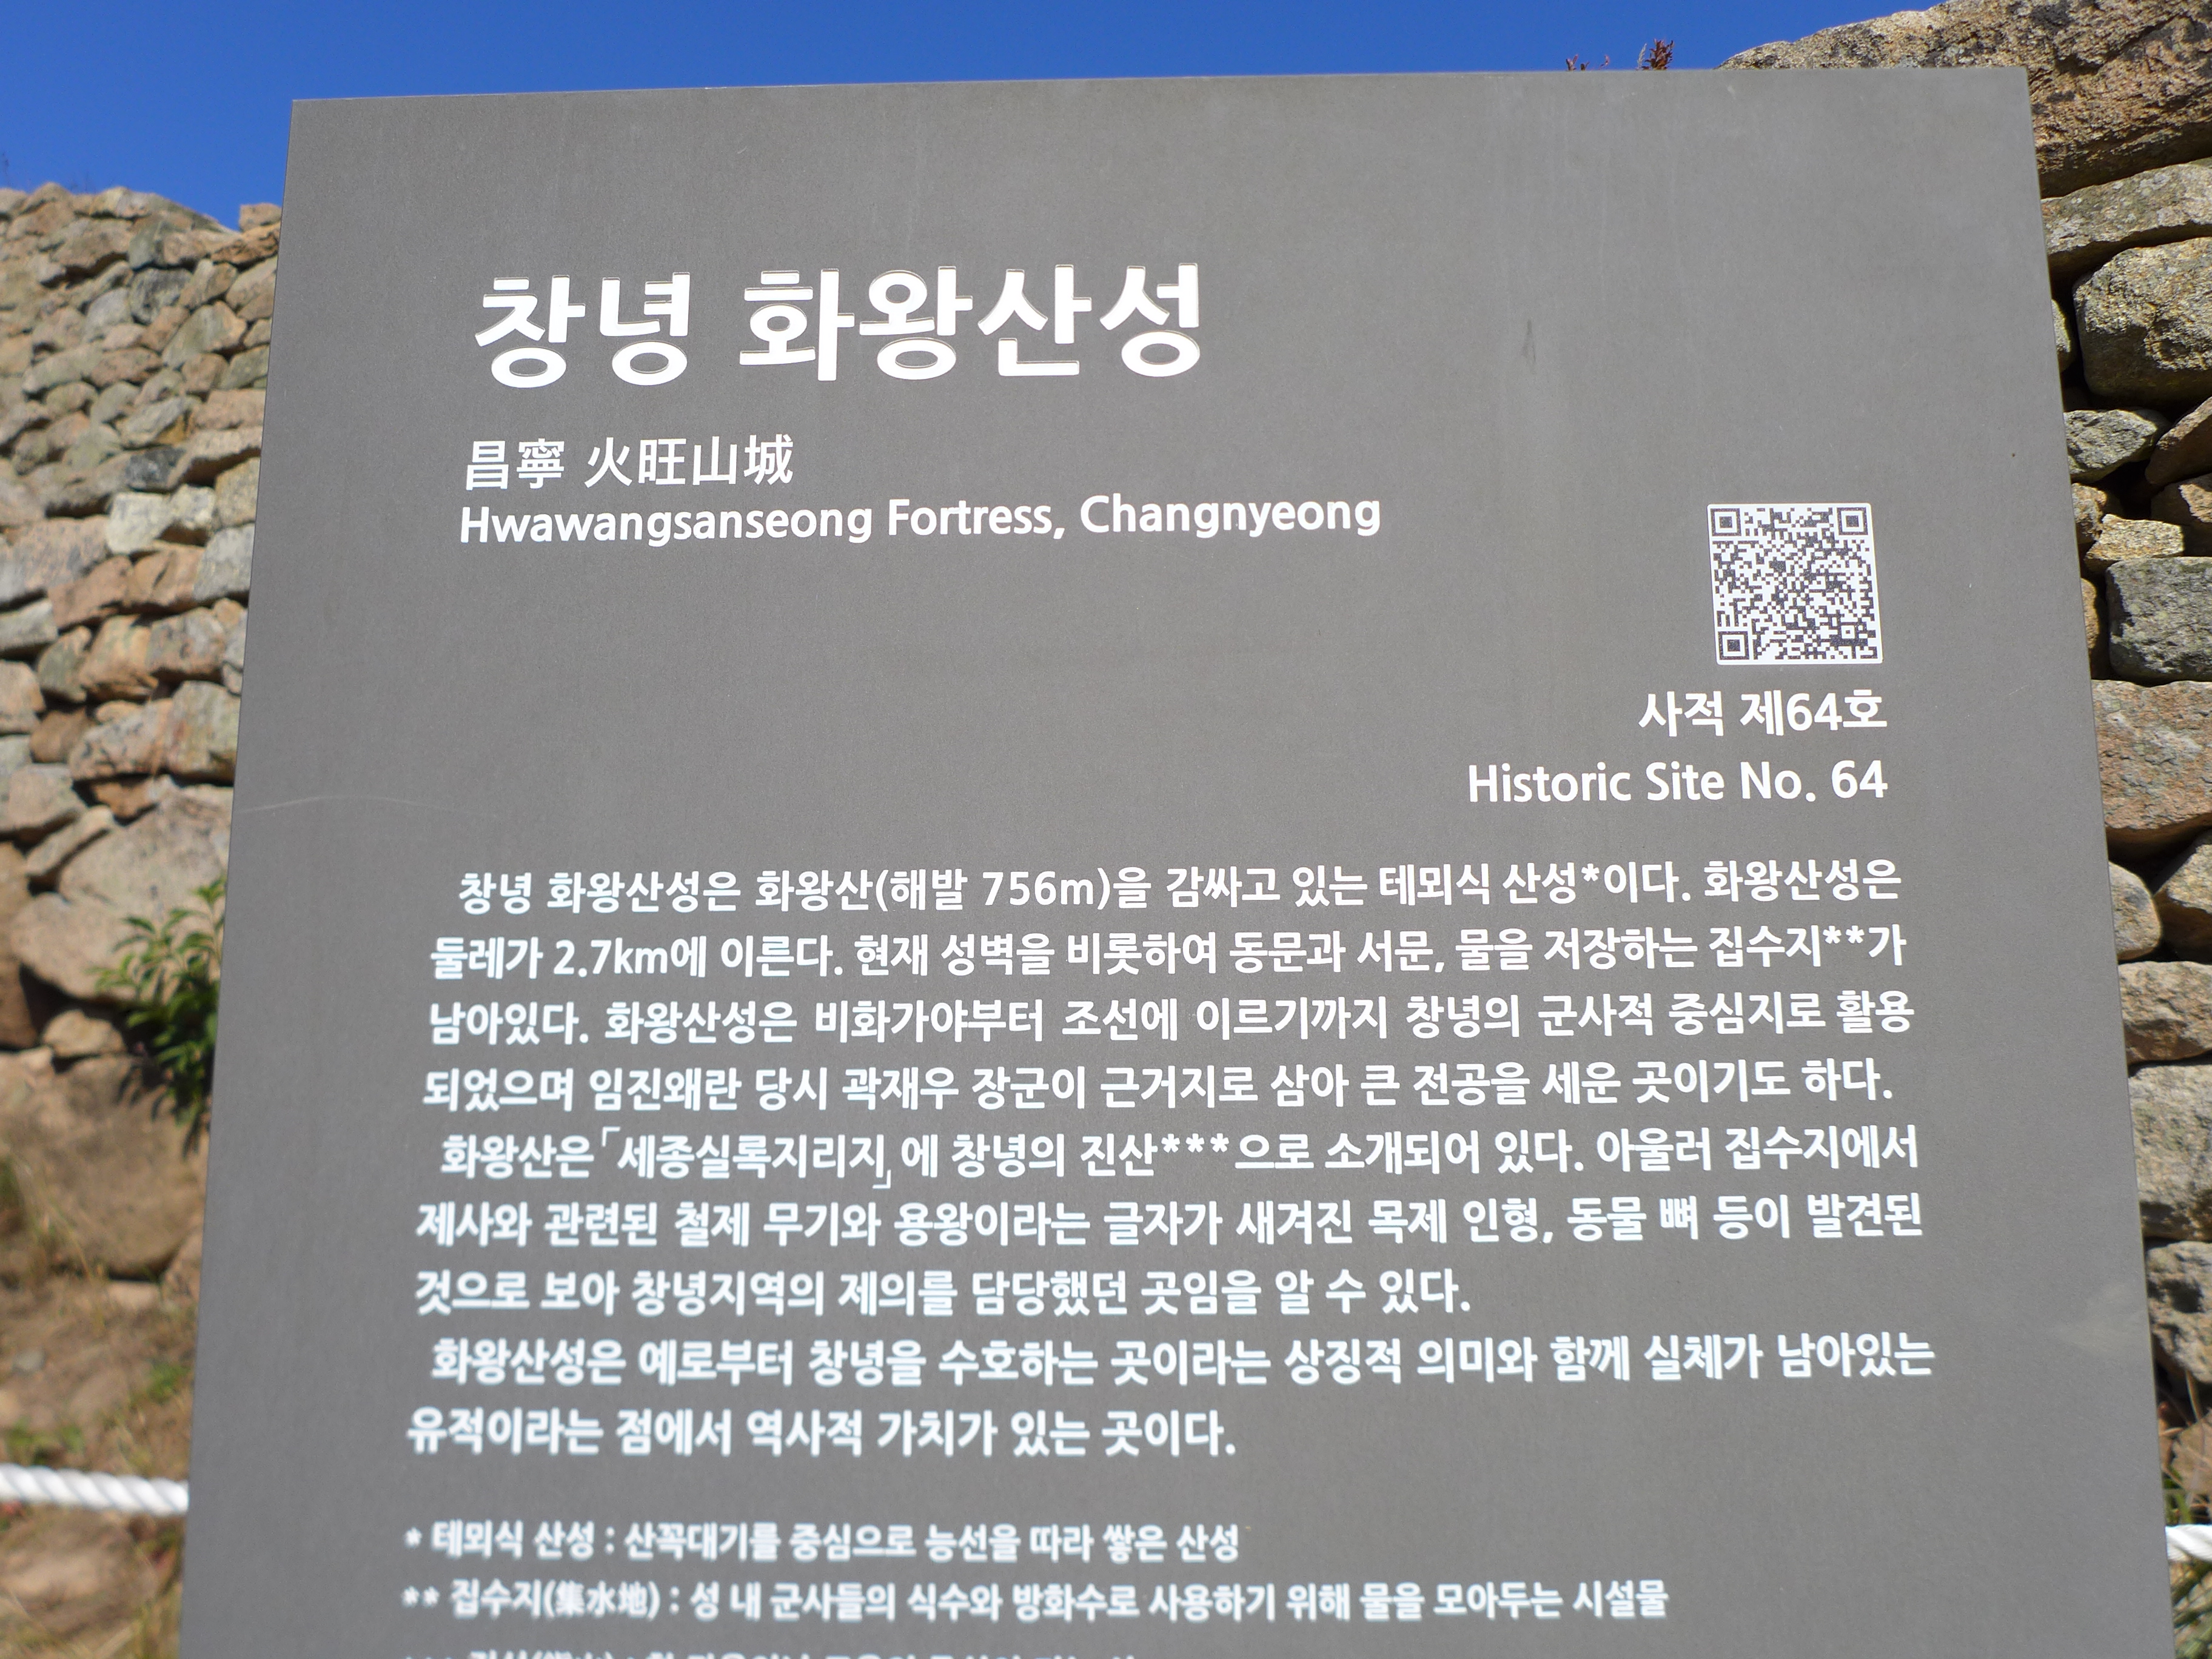 창녕 화왕산성
昌寧 火旺山城
Hwawangsanseong Fortress, Changnyeong
사적 제64호
Historic Site No. 64
창녕 화왕산성은 화왕산(해발 756m)을 감싸고 있는 테뫼식 산성*이다. 화왕산성은
둘레가 2.7km에 이른다. 현재 성벽을 비롯하여 동문과 서문, 물을 저장하는 집수지**가
남아있다. 화왕산성은 비화가야부터 조선에 이르기까지 창녕의 군사적 중심지로 활용
되었으며 임진왜란 당시 곽재우 장군이 근거지로 삼아 큰 전공을 세운 곳이기도 하다.
화왕산은「세종실록지리지」에 창녕의 진산***으로 소개되어 있다. 아울러 집수지에서
제사와 관련된 철제 무기와 용왕이라는 글자가 새겨진 목제 인형, 동물 뼈 등이 발견된
것으로 보아 창녕지역의 제의를 담당했던 곳임을 알 수 있다.
화왕산성은 예로부터 창녕을 수호하는 곳이라는 상징적 의미와 함께 실체가 남아있는
유적이라는 점에서 역사적 가치가 있는 곳이다.
* 테뫼식 산성 : 산꼭대기를 중심으로 능선을 따라 쌓은 산성
** 집수지(集水地) : 성 내 군사들의 식수와 방화수로 사용하기 위해 물을 모아두는 시설물